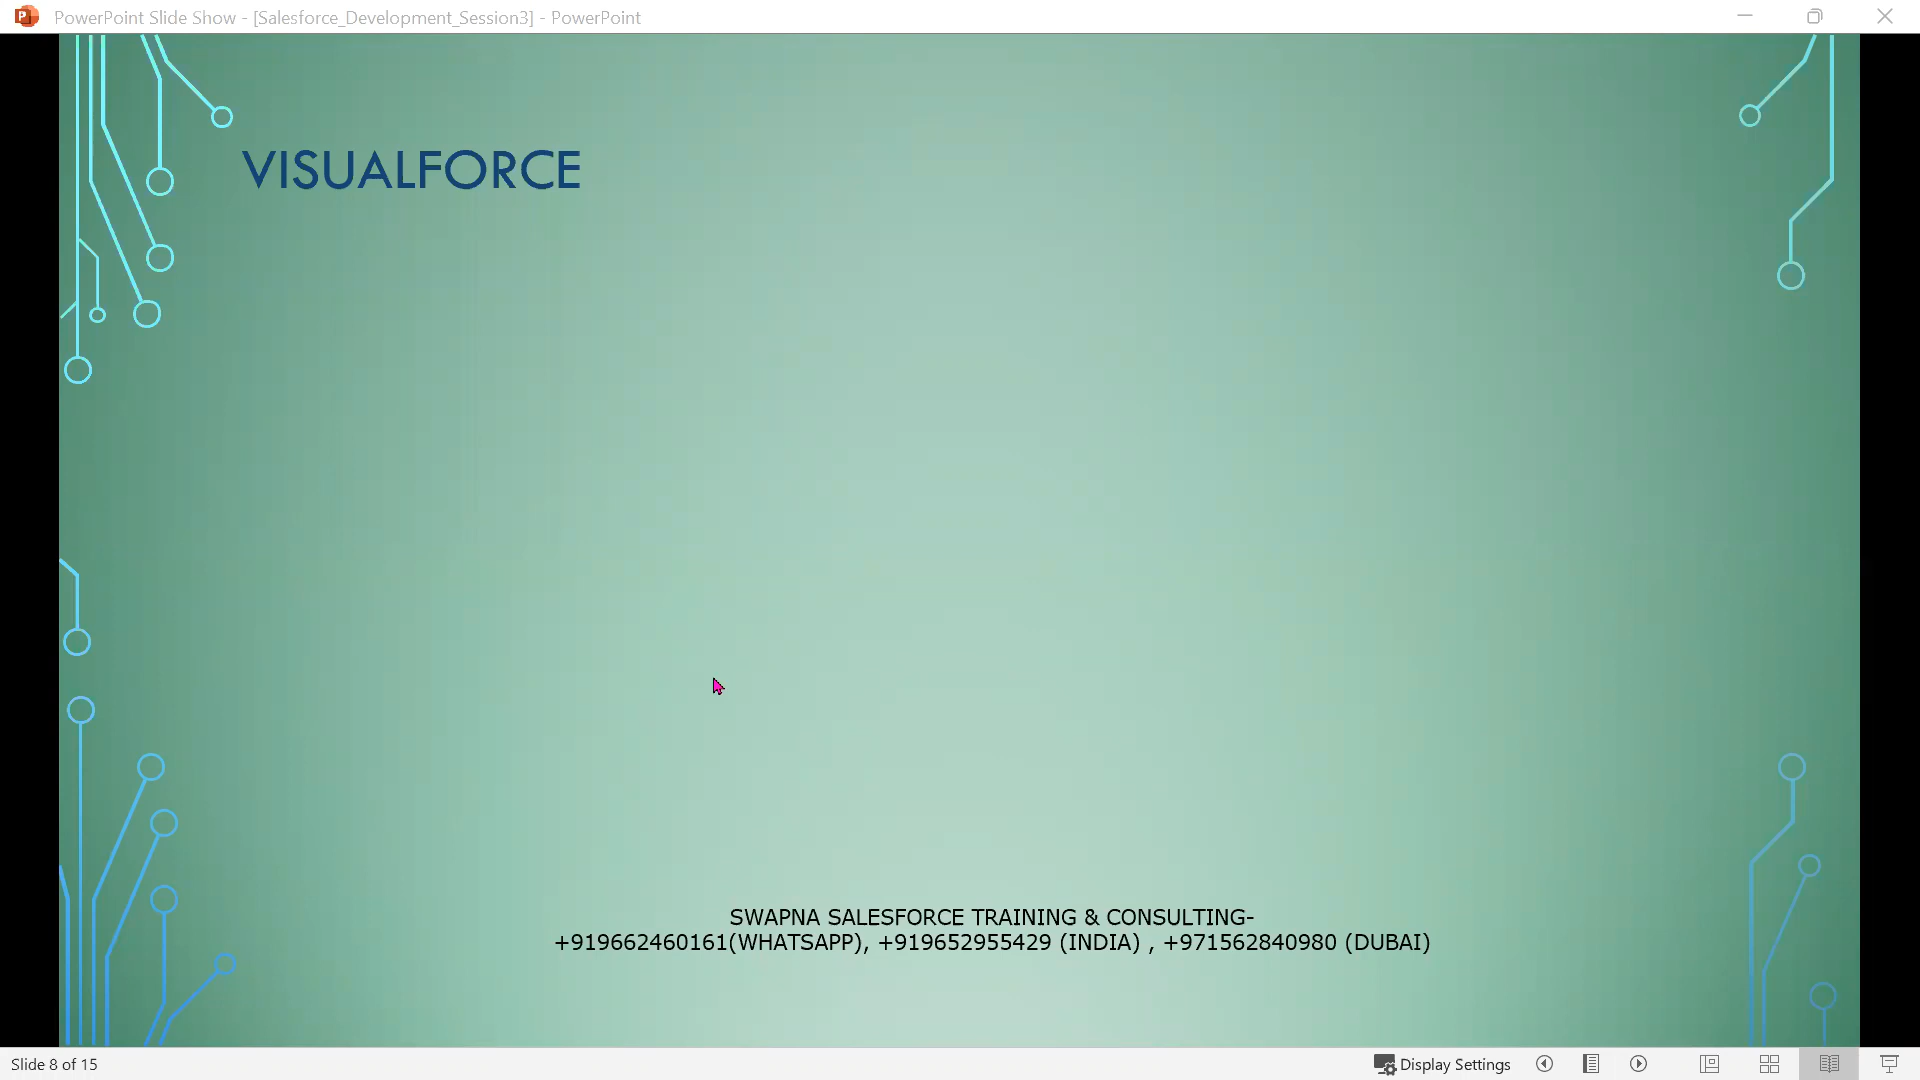 PowerPoint Slide Show - [Salesforce_Development_Session3] - PowerPoint
VISUALFORCE
SWAPNA SALESFORCE TRAINING & CONSULTING-
+919662460161(WHATSAPP), +919652955429 (INDIA) , +971562840980 (DUBAI)
Slide 8 of 15
Display Settings